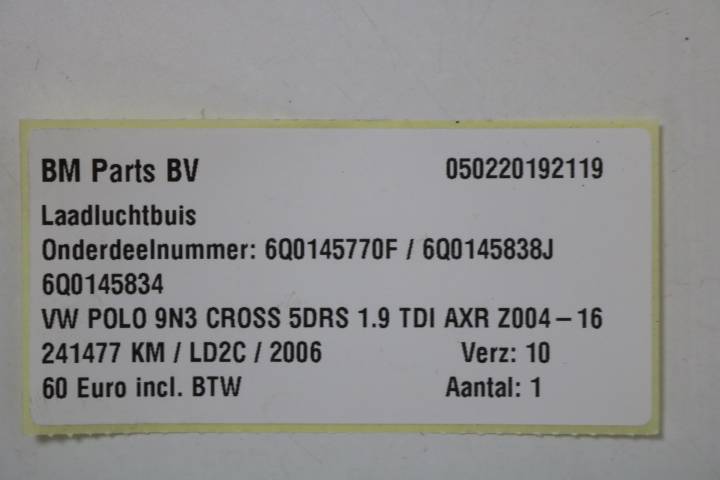 BM Parts BV 050220192119
Laadluchtbuis
Onderdeelnummer: 6Q0145770F / 6Q0145838J
6Q0145834
VW POLO 9N3 CROSS 5DRS 1.9 TDI AXR Z004-16
241477 KM / LD2C / 2006 Verz: 10
60 Euro incl. BTW Aantal: 1